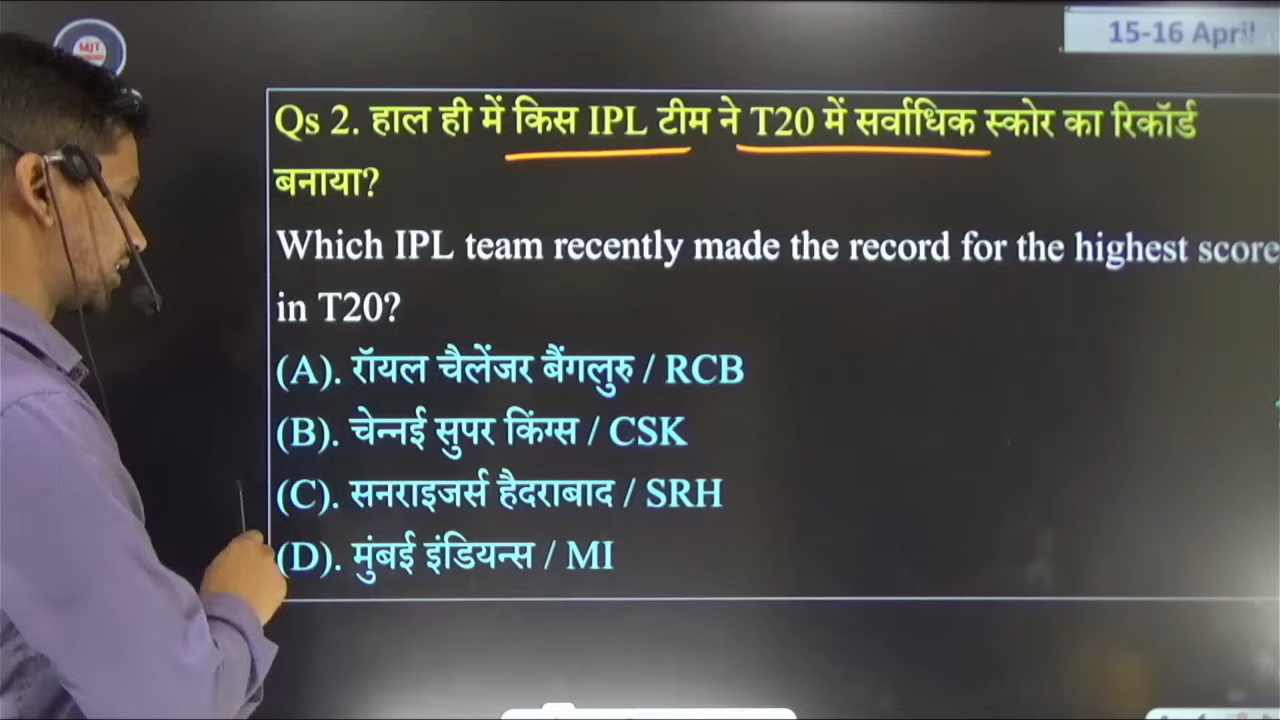 MJT
15-16 April
Qs 2. हाल ही में किस IPL टीम ने T20 में सर्वाधिक स्कोर का रिकॉर्ड
बनाया?
Which IPL team recently made the record for the highest score
in T20?
(A). रॉयल चैलेंजर बैंगलुरु / RCB
(B). चेन्नई सुपर किंग्स / CSK
(C). सनराइजर्स हैदराबाद / SRH
(D). मुंबई इंडियन्स / MI